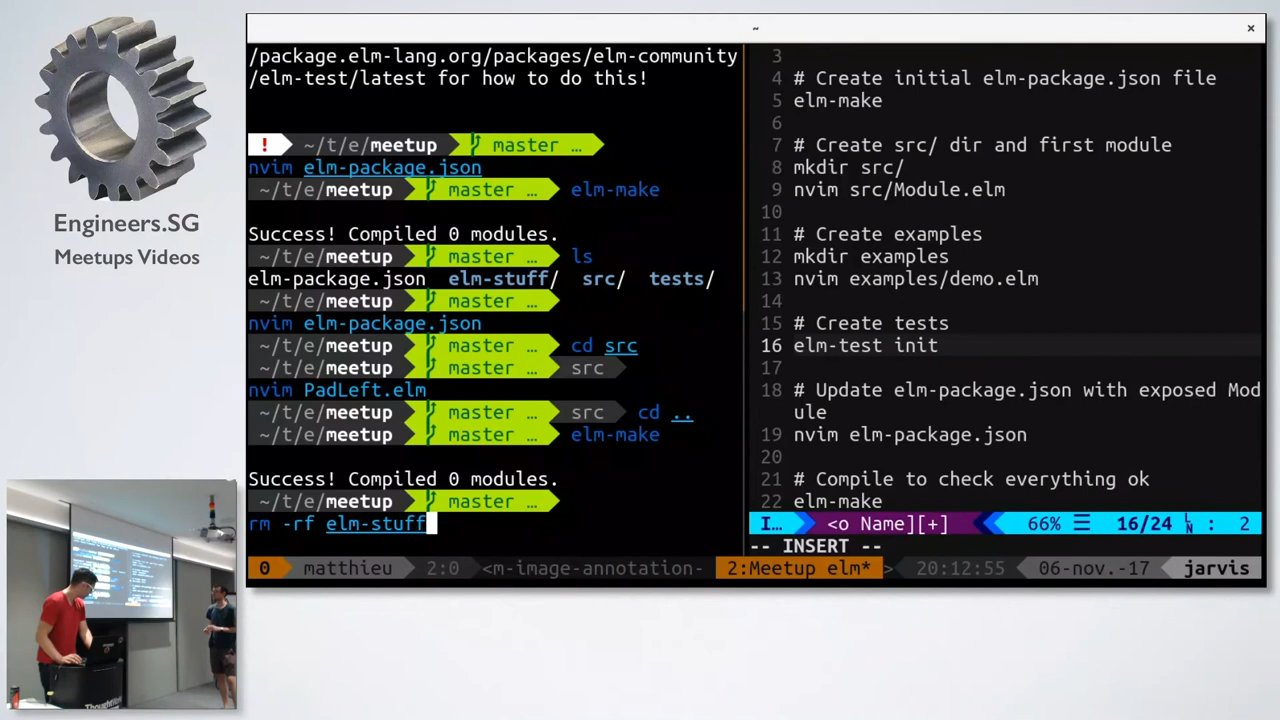 Engineers.SG
Meetups Videos
~
×
/package.elm-lang.org/packages/elm-community
/elm-test/latest for how to do this!
! ~/t/e/meetup master …
nvim elm-package.json
~/t/e/meetup master … elm-make
Success! Compiled 0 modules.
~/t/e/meetup master … ls
elm-package.json elm-stuff/ src/ tests/
~/t/e/meetup master …
nvim elm-package.json
~/t/e/meetup master … cd src
~/t/e/meetup master … src
nvim PadLeft.elm
~/t/e/meetup master … src cd ..
~/t/e/meetup master … elm-make
Success! Compiled 0 modules.
~/t/e/meetup master …
rm -rf elm-stuff
3
4 # Create initial elm-package.json file
5 elm-make
6
7 # Create src/ dir and first module
8 mkdir src/
9 nvim src/Module.elm
10
11 # Create examples
12 mkdir examples
13 nvim examples/demo.elm
14
15 # Create tests
16 elm-test init
17
18 # Update elm-package.json with exposed Mod
ule
19 nvim elm-package.json
20
21 # Compile to check everything ok
22 elm-make
I… <o Name][+] 66% ☰ 16/24 LN : 2
-- INSERT --
0 matthieu 2:0 <m-image-annotation- 2:Meetup elm* > 20:12:55 06-nov.-17 jarvis